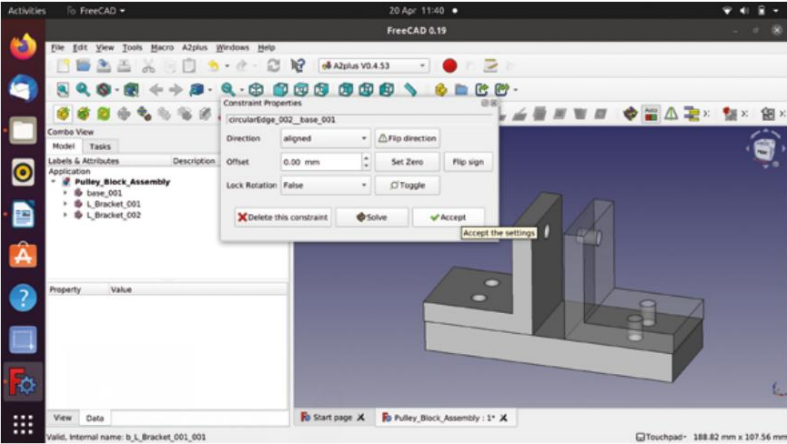 Activities FreeCAD 20 Apr 11:40
FreeCAD 0.19
File Edit View Tools Macro A2plus Windows Help
A2plus V0.4.53
Constraint Properties
circularEdge_002__base_001
Direction aligned Flip direction
Offset 0.00 mm Set Zero Flip sign
Lock Rotation False Toggle
Delete this constraint Solve Accept
Accept the settings
Combo View
Model Tasks
Labels & Attributes Description
Application
Pulley_Block_Assembly
base_001
L_Bracket_001
L_Bracket_002
Property Value
View Data
Start page Pulley_Block_Assembly : 1*
Valid, Internal name: b_L_Bracket_001_001
Touchpad 188.82 mm x 107.56 mm